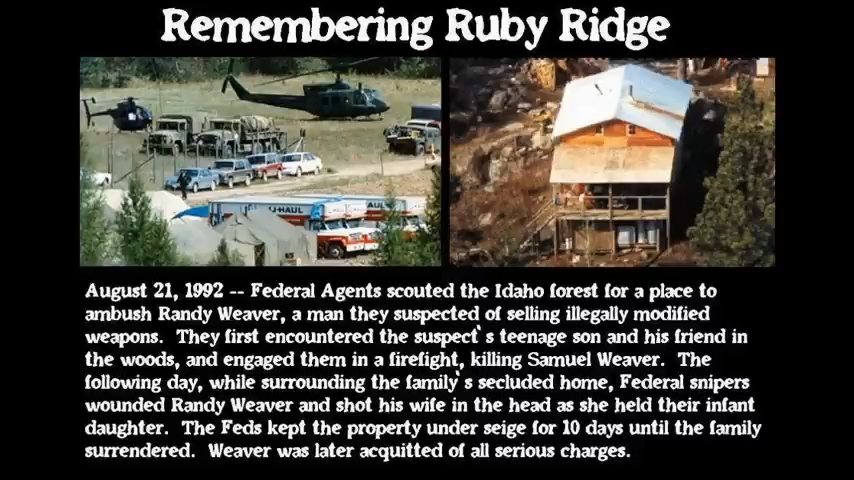 Remembering Ruby Ridge
U-HAUL
August 21, 1992 -- Federal Agents scouted the Idaho forest for a place to
ambush Randy Weaver, a man they suspected of selling illegally modified
weapons. They first encountered the suspect`s teenage son and his friend in
the woods, and engaged them in a firefight, killing Samuel Weaver. The
following day, while surrounding the family`s secluded home, Federal snipers
wounded Randy Weaver and shot his wife in the head as she held their infant
daughter. The Feds kept the property under seige for 10 days until the family
surrendered. Weaver was later acquitted of all serious charges.